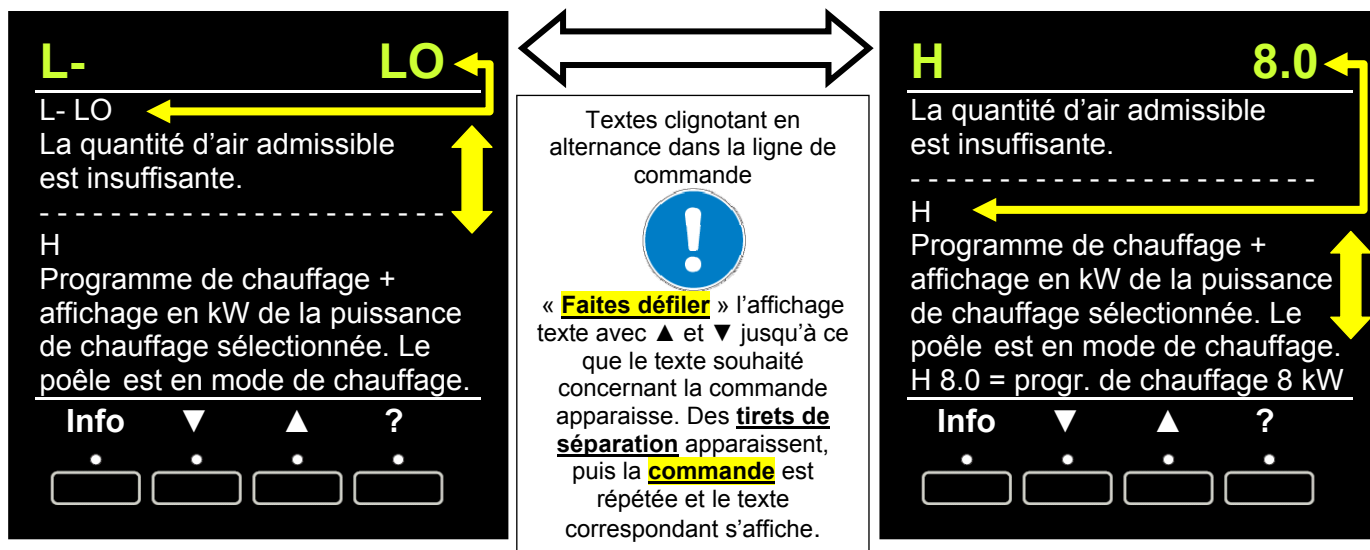 L- LO
L- LO
La quantité d’air admissible
est insuffisante.
- - - - - - - - - - - - - - - - - - - - - - - -
H
Programme de chauffage +
affichage en kW de la puissance
de chauffage sélectionnée. Le
poêle est en mode de chauffage.
Info ▼ ▲ ?
Textes clignotant en
alternance dans la ligne de
commande
!
« Faites défiler » l’affichage
texte avec ▲ et ▼ jusqu’à ce
que le texte souhaité
concernant la commande
apparaisse. Des tirets de
séparation apparaissent,
puis la commande est
répétée et le texte
correspondant s’affiche.
H 8.0
La quantité d’air admissible
est insuffisante.
- - - - - - - - - - - - - - - - - - - - - - - -
H
Programme de chauffage +
affichage en kW de la puissance
de chauffage sélectionnée. Le
poêle est en mode de chauffage.
H 8.0 = progr. de chauffage 8 kW
Info ▼ ▲ ?